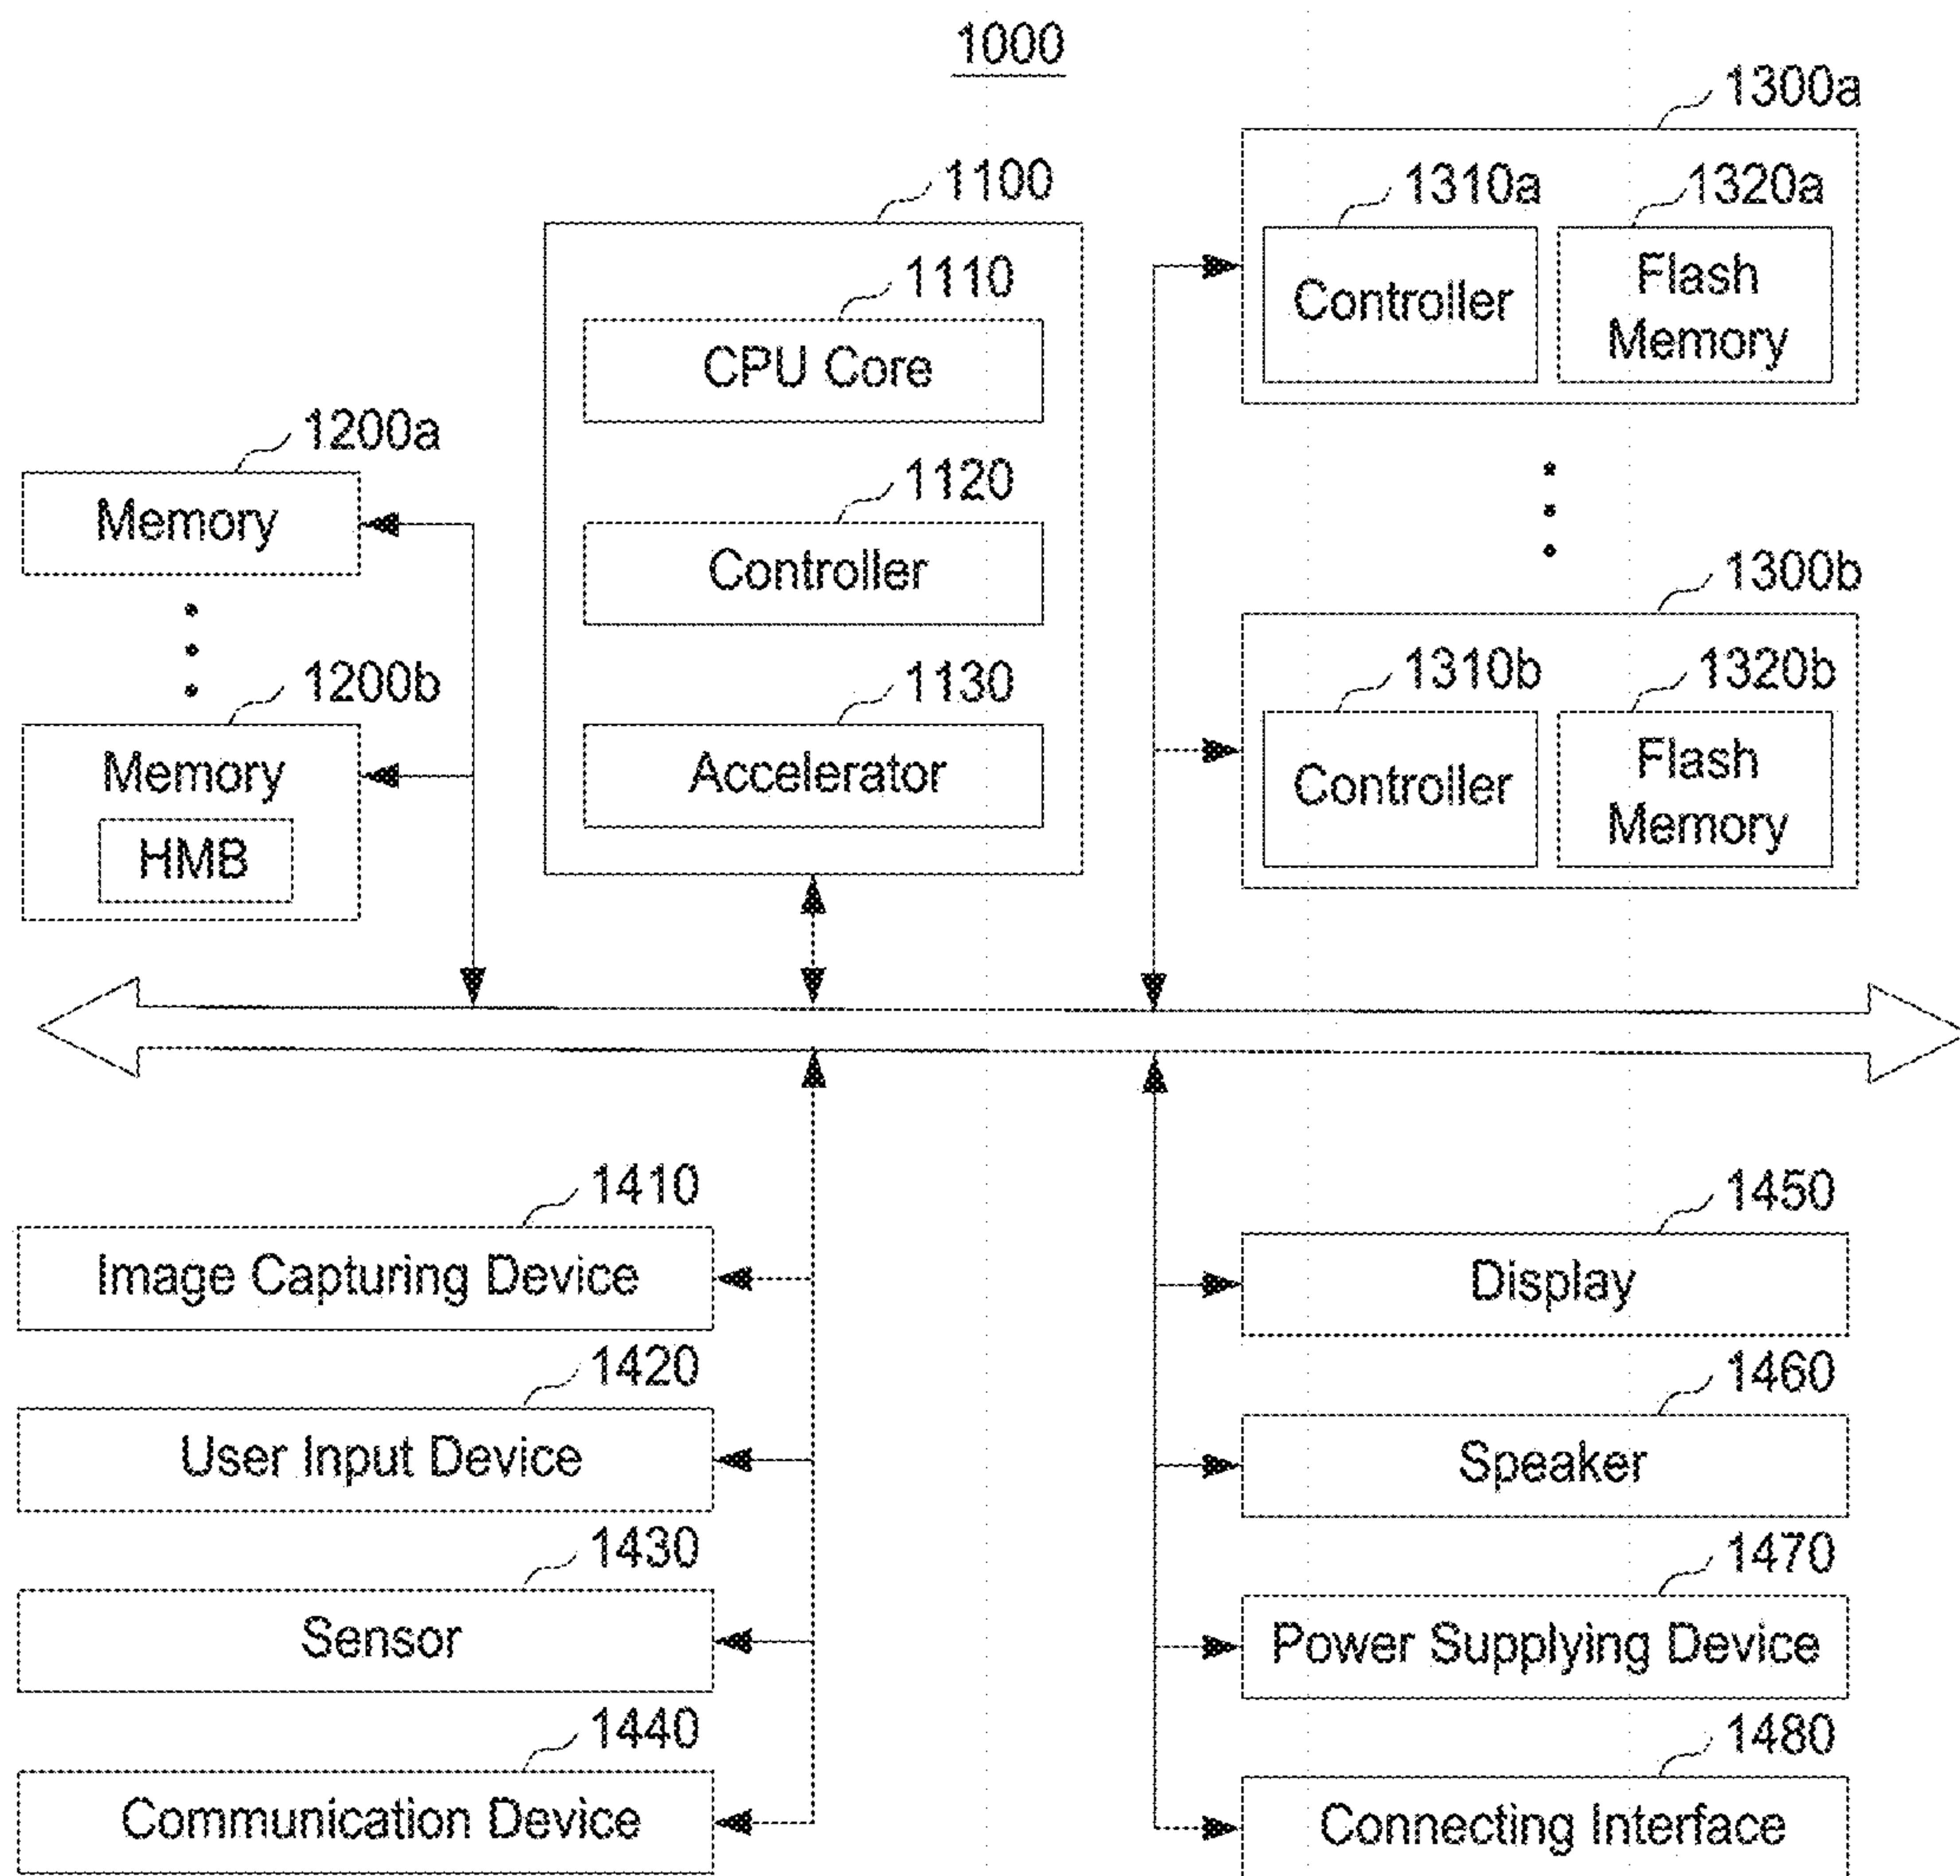 1000
1300a
1310a
1320a
Controller
Flash
Memory
1100
1110
CPU Core
1120
Controller
1130
Accelerator
1200a
Memory
1200b
Memory
HMB
1300b
1310b
1320b
Controller
Flash
Memory
1410
Image Capturing Device
1420
User Input Device
1430
Sensor
1440
Communication Device
1450
Display
1460
Speaker
1470
Power Supplying Device
1480
Connecting Interface